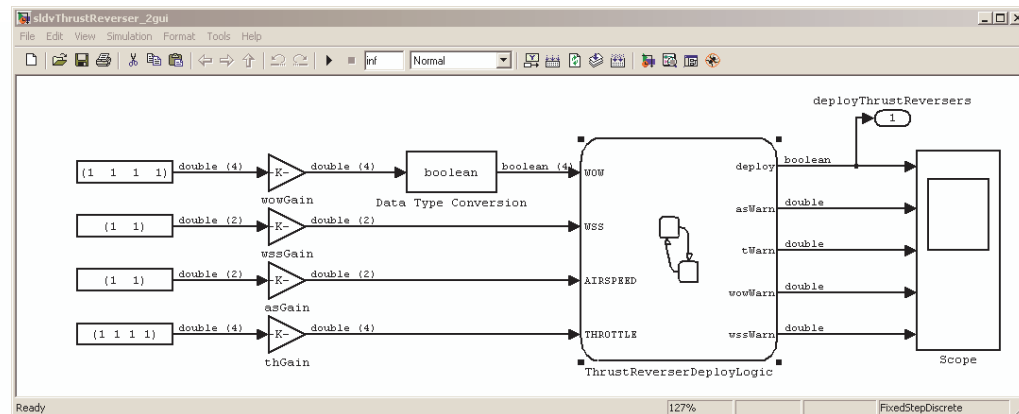 sldvThrustReverser_2gui
File Edit View Simulation Format Tools Help
inf Normal
deployThrustReversers
1
(1 1 1 1) double (4) -K- double (4) boolean boolean (4) WOW deploy boolean
wowGain Data Type Conversion
asWarn double
(1 1) double (2) -K- double (2) WSS
wssGain
tWarn double
(1 1) double (2) -K- double (2) AIRSPEED
asGain
wowWarn double
(1 1 1 1) double (4) -K- double (4) THROTTLE wssWarn double
thGain
ThrustReverserDeployLogic
Scope
Ready 127% FixedStepDiscrete